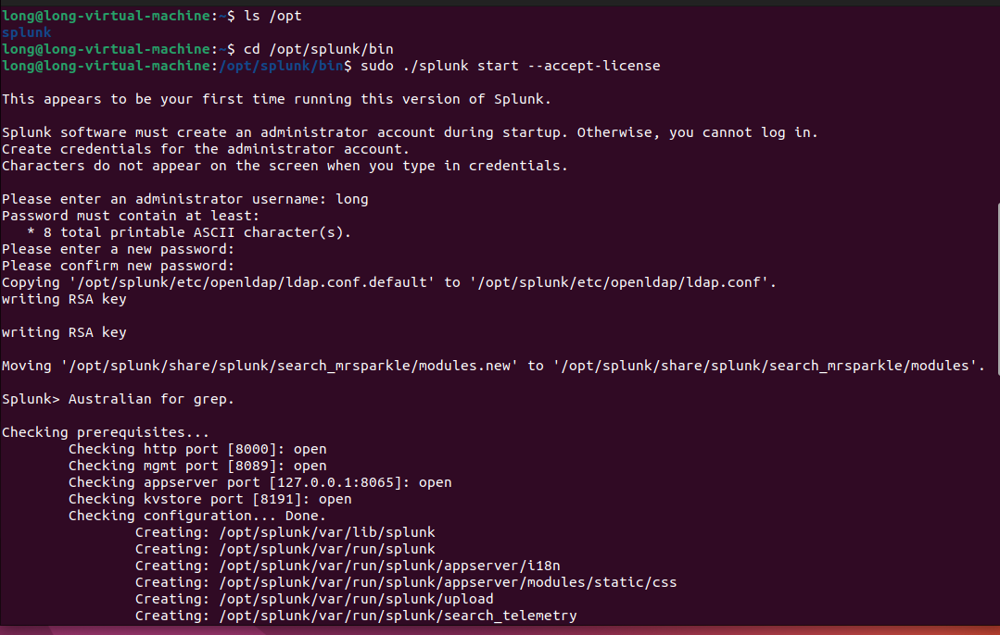 long@long-virtual-machine:~$ ls /opt
splunk
long@long-virtual-machine:~$ cd /opt/splunk/bin
long@long-virtual-machine:/opt/splunk/bin$ sudo ./splunk start --accept-license
This appears to be your first time running this version of Splunk.
Splunk software must create an administrator account during startup. Otherwise, you cannot log in.
Create credentials for the administrator account.
Characters do not appear on the screen when you type in credentials.
Please enter an administrator username: long
Password must contain at least:
   * 8 total printable ASCII character(s).
Please enter a new password:
Please confirm new password:
Copying '/opt/splunk/etc/openldap/ldap.conf.default' to '/opt/splunk/etc/openldap/ldap.conf'.
writing RSA key
writing RSA key
Moving '/opt/splunk/share/splunk/search_mrsparkle/modules.new' to '/opt/splunk/share/splunk/search_mrsparkle/modules'.
Splunk> Australian for grep.
Checking prerequisites...
        Checking http port [8000]: open
        Checking mgmt port [8089]: open
        Checking appserver port [127.0.0.1:8065]: open
        Checking kvstore port [8191]: open
        Checking configuration... Done.
                Creating: /opt/splunk/var/lib/splunk
                Creating: /opt/splunk/var/run/splunk
                Creating: /opt/splunk/var/run/splunk/appserver/i18n
                Creating: /opt/splunk/var/run/splunk/appserver/modules/static/css
                Creating: /opt/splunk/var/run/splunk/upload
                Creating: /opt/splunk/var/run/splunk/search_telemetry